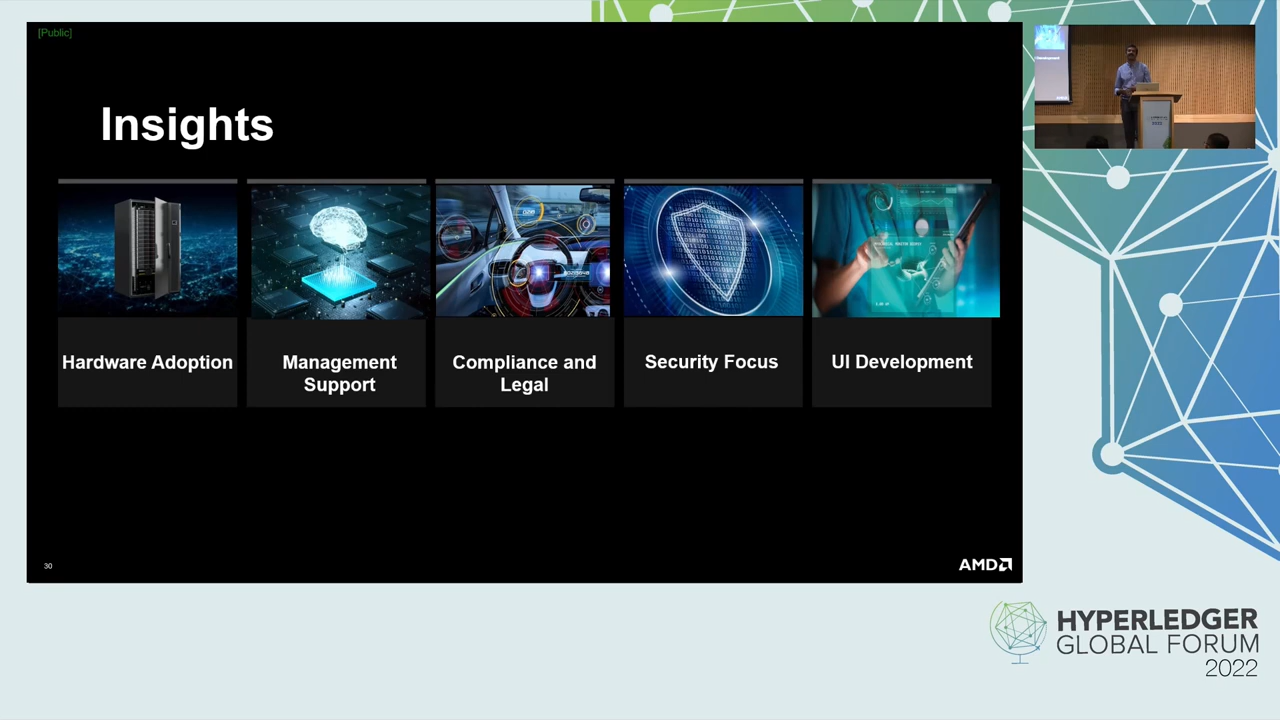 [Public]
Insights
Hardware Adoption
Management
Support
Compliance and
Legal
Security Focus
UI Development
30
AMD
HYPERLEDGER
GLOBAL FORUM
2022